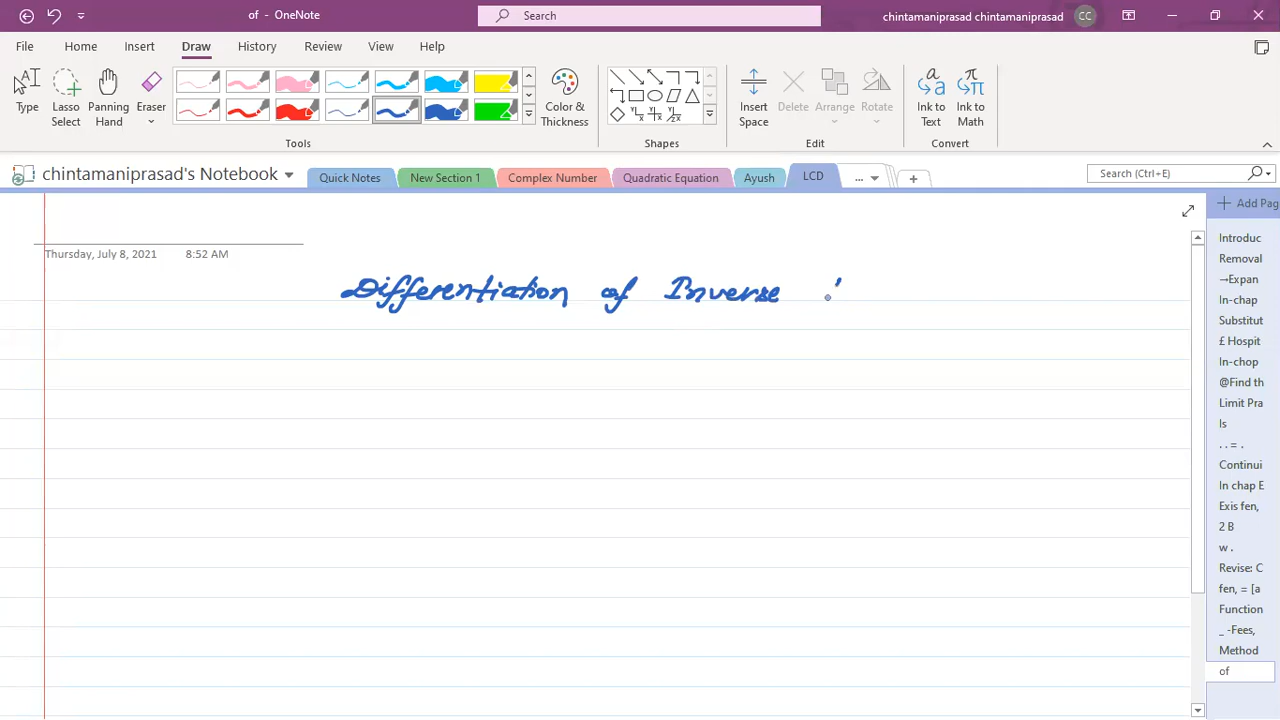 of - OneNote
Search
chintamaniprasad chintamaniprasad CC
File Home Insert Draw History Review View Help
Type
Lasso Select
Panning Hand
Eraser
Color & Thickness
Insert Space
Delete
Arrange
Rotate
Ink to Text
Ink to Math
Tools
Shapes
Edit
Convert
chintamaniprasad's Notebook
Quick Notes
New Section 1
Complex Number
Quadratic Equation
Ayush
LCD
...
Search (Ctrl+E)
Add Pag
Thursday, July 8, 2021 8:52 AM
Differentiation of Inverse
Introduc
Removal
→Expan
In-chap
Substitut
£ Hospit
In-chop
@Find th
Limit Pra
Is
. . = .
Continui
In chap E
Exis fen,
2 B
w .
Revise: C
fen, = [a
Function
_ -Fees,
Method
of